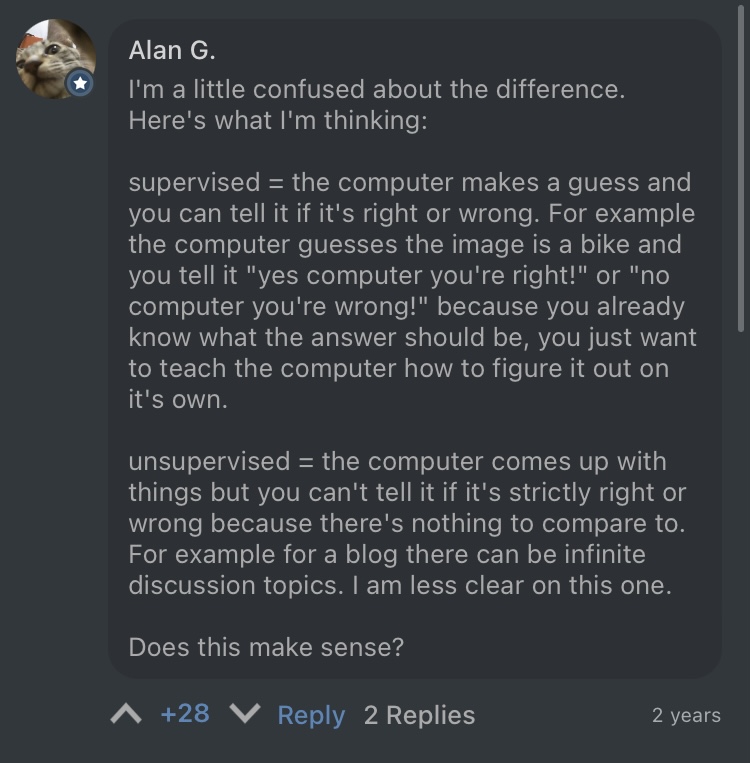 Alan G.
I'm a little confused about the difference.
Here's what I'm thinking:
supervised = the computer makes a guess and
you can tell it if it's right or wrong. For example
the computer guesses the image is a bike and
you tell it "yes computer you're right!" or "no
computer you're wrong!" because you already
know what the answer should be, you just want
to teach the computer how to figure it out on
it's own.
unsupervised = the computer comes up with
things but you can't tell it if it's strictly right or
wrong because there's nothing to compare to.
For example for a blog there can be infinite
discussion topics. I am less clear on this one.
Does this make sense?
+28 Reply 2 Replies 2 years